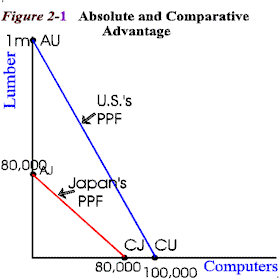 Figure 2-1 Absolute and Comparative
Advantage
1m AU
Lumber
U.S.'s
PPF
80,000 AJ
Japan's
PPF
CJ CU
80,000 100,000 Computers